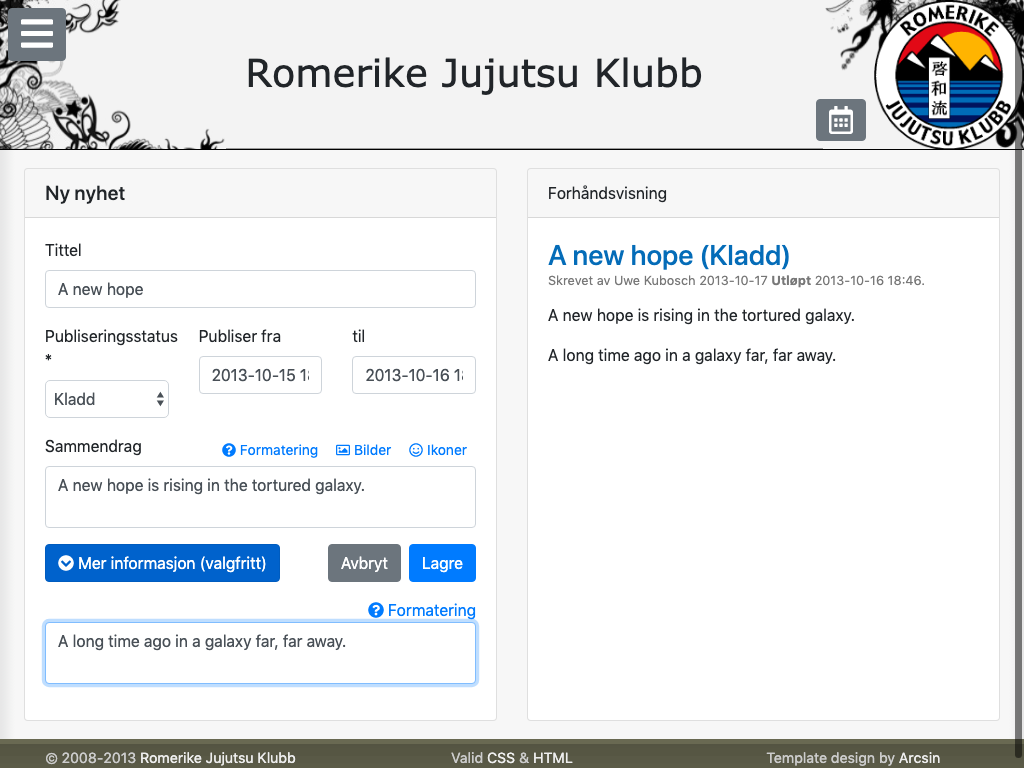 Romerike Jujutsu Klubb
ROMERIKE
啓和流
JUJUTSU KLUBB
Ny nyhet
Tittel
A new hope
Publiseringsstatus
*
Publiser fra
til
Kladd
2013-10-15 1
2013-10-16 1
Sammendrag
Formatering
Bilder
Ikoner
A new hope is rising in the tortured galaxy.
Mer informasjon (valgfritt)
Avbryt
Lagre
Formatering
A long time ago in a galaxy far, far away.
Forhåndsvisning
A new hope (Kladd)
Skrevet av Uwe Kubosch 2013-10-17 Utløpt 2013-10-16 18:46.
A new hope is rising in the tortured galaxy.
A long time ago in a galaxy far, far away.
© 2008-2013 Romerike Jujutsu Klubb
Valid CSS & HTML
Template design by Arcsin